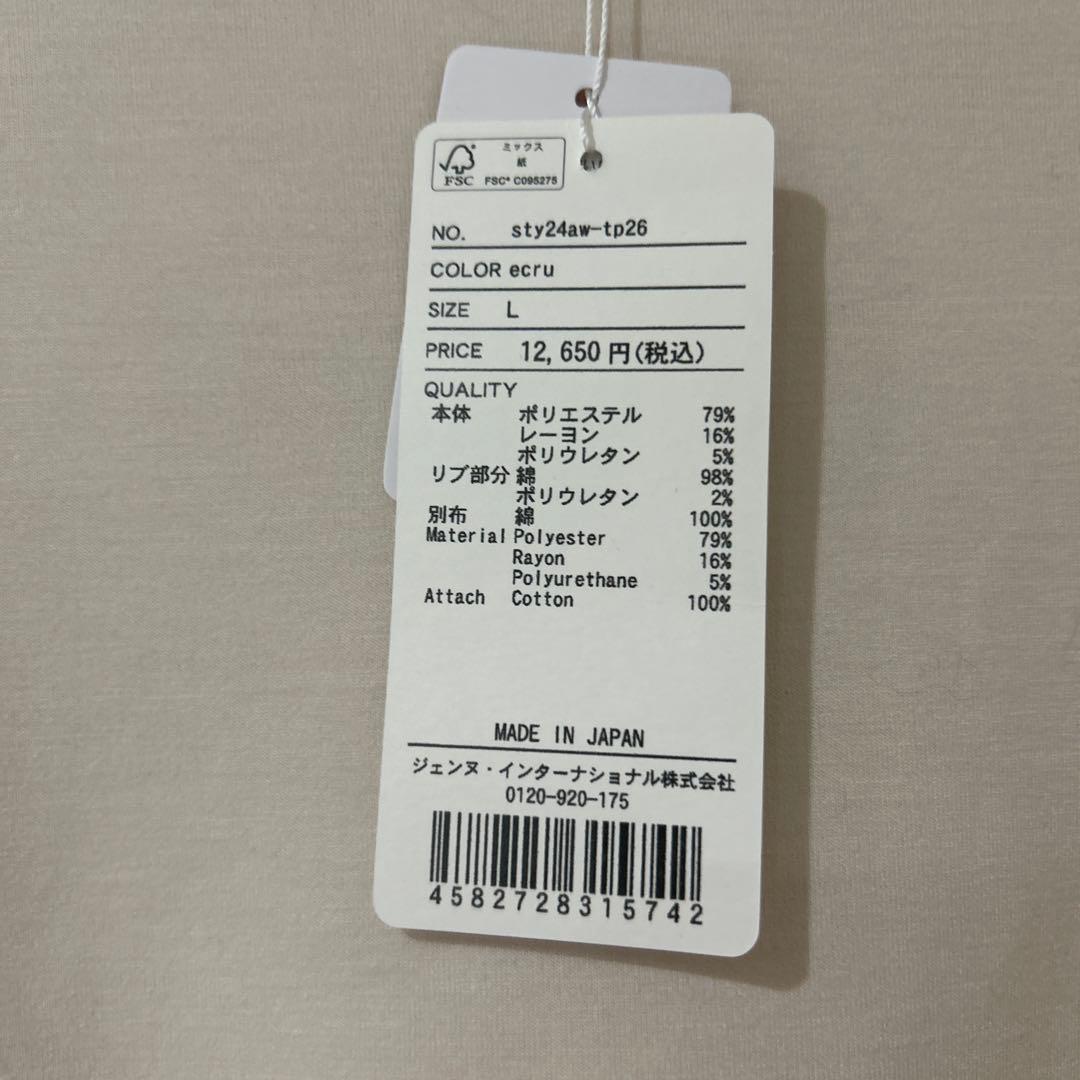 ミックス
紙
FSC
FSC® C095275
NO. sty24aw-tp26
COLOR ecru
SIZE L
PRICE 12,650円(税込)
QUALITY
本体 ポリエステル 79%
レーヨン 16%
ポリウレタン 5%
リブ部分 綿 98%
ポリウレタン 2%
別布 綿 100%
Material Polyester 79%
Rayon 16%
Polyurethane 5%
Attach Cotton 100%
MADE IN JAPAN
ジェンヌ・インターナショナル株式会社
0120-920-175
4582728315742